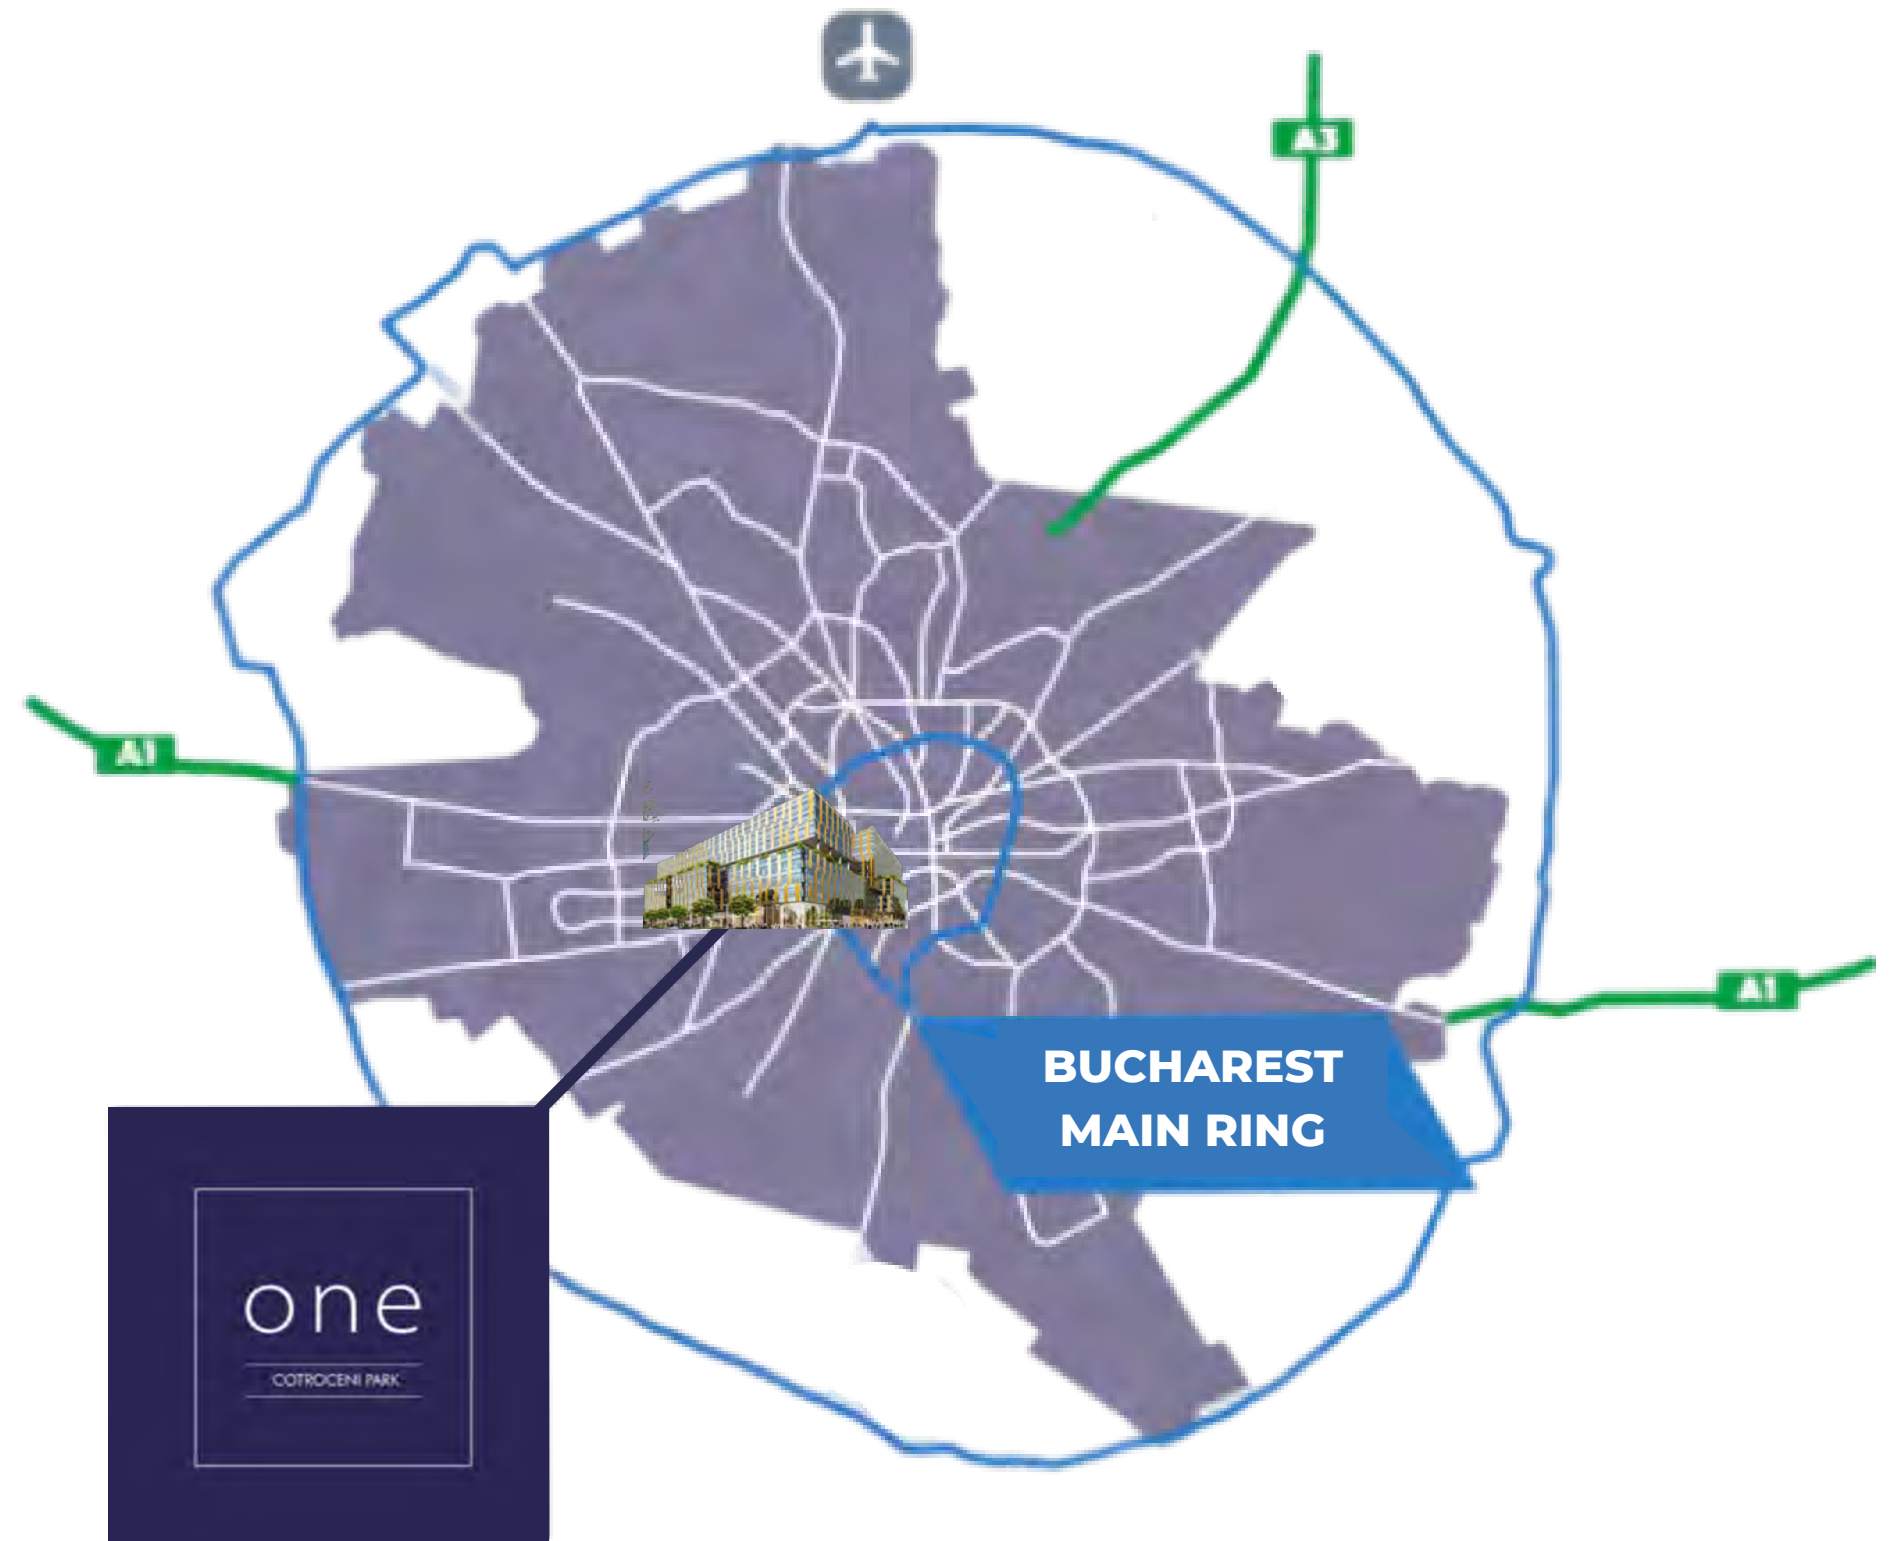 A3
A1
A1
BUCHAREST
MAIN RING
one
COTROCENI PARK